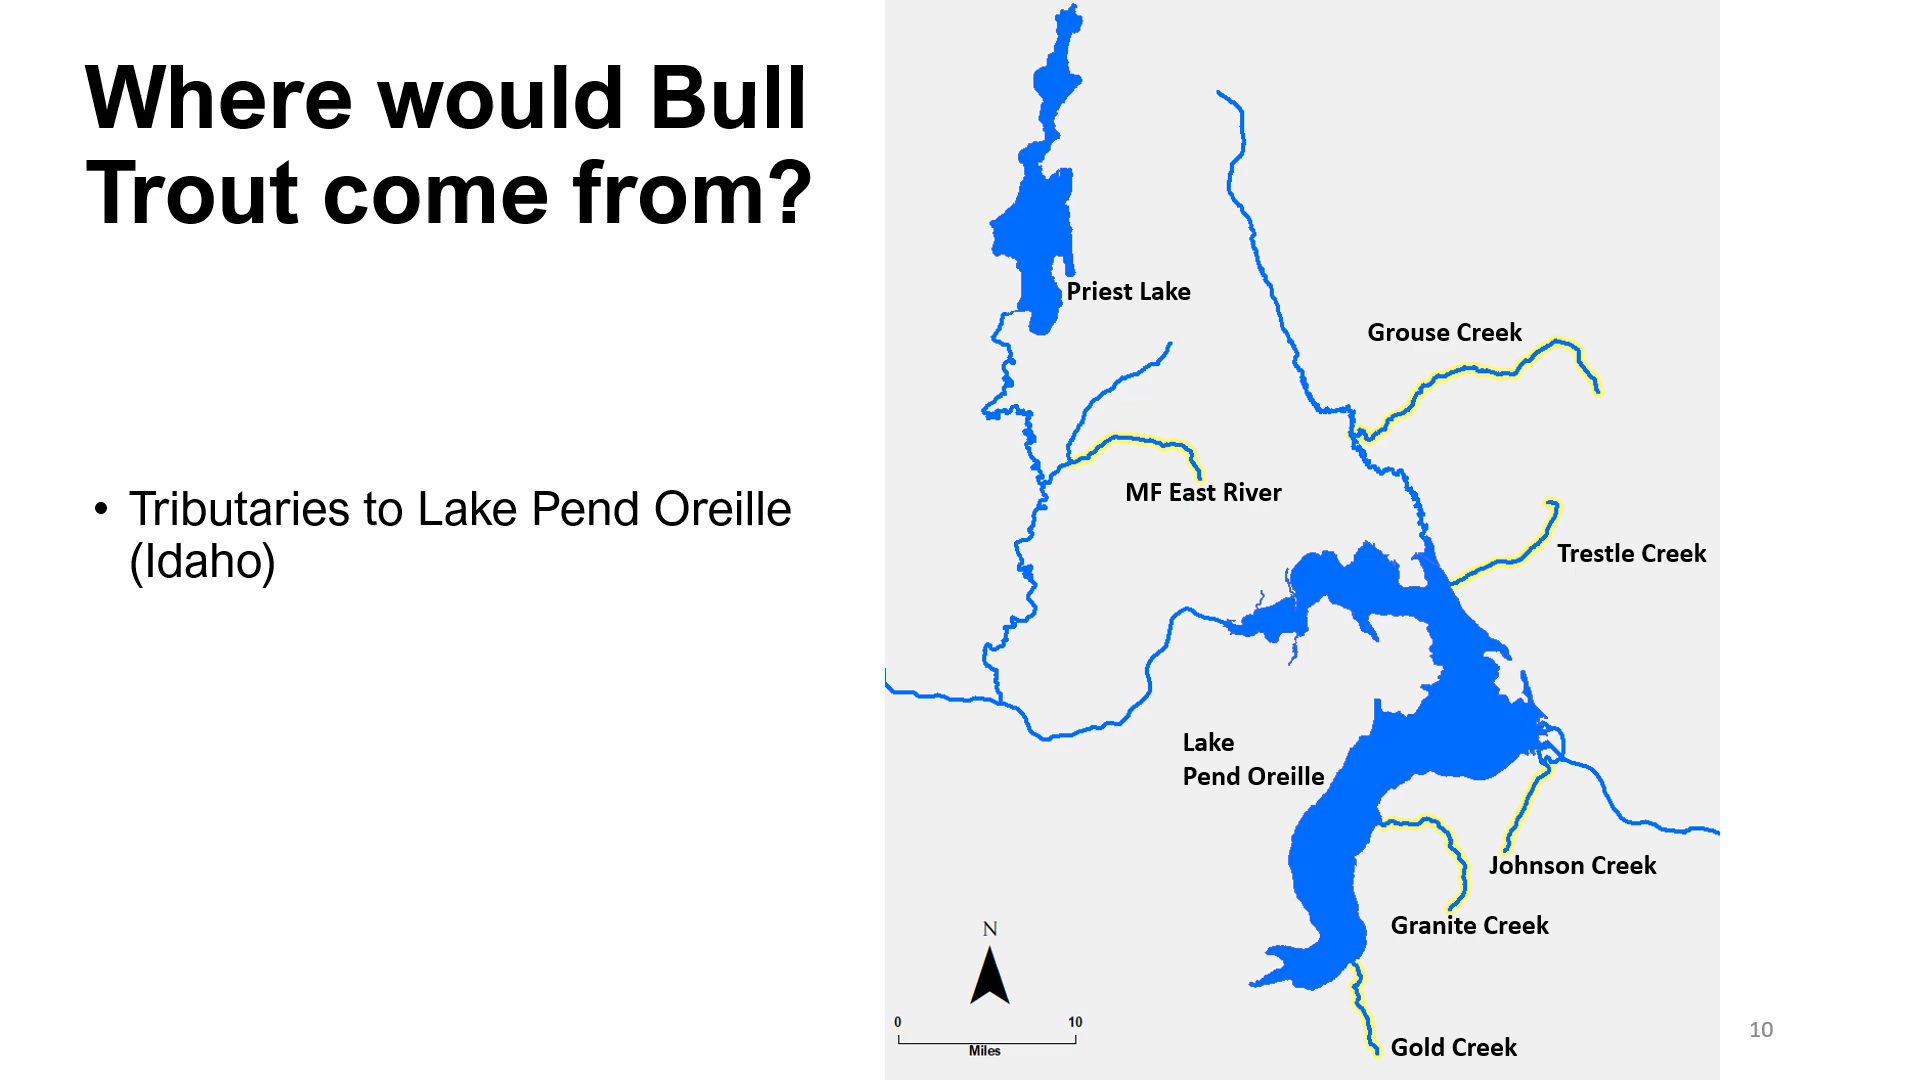 Where would Bull
Trout come from?
• Tributaries to Lake Pend Oreille
(Idaho)
Priest Lake
Grouse Creek
MF East River
Trestle Creek
Lake
Pend Oreille
Johnson Creek
Granite Creek
N
0 10
Miles
Gold Creek
10